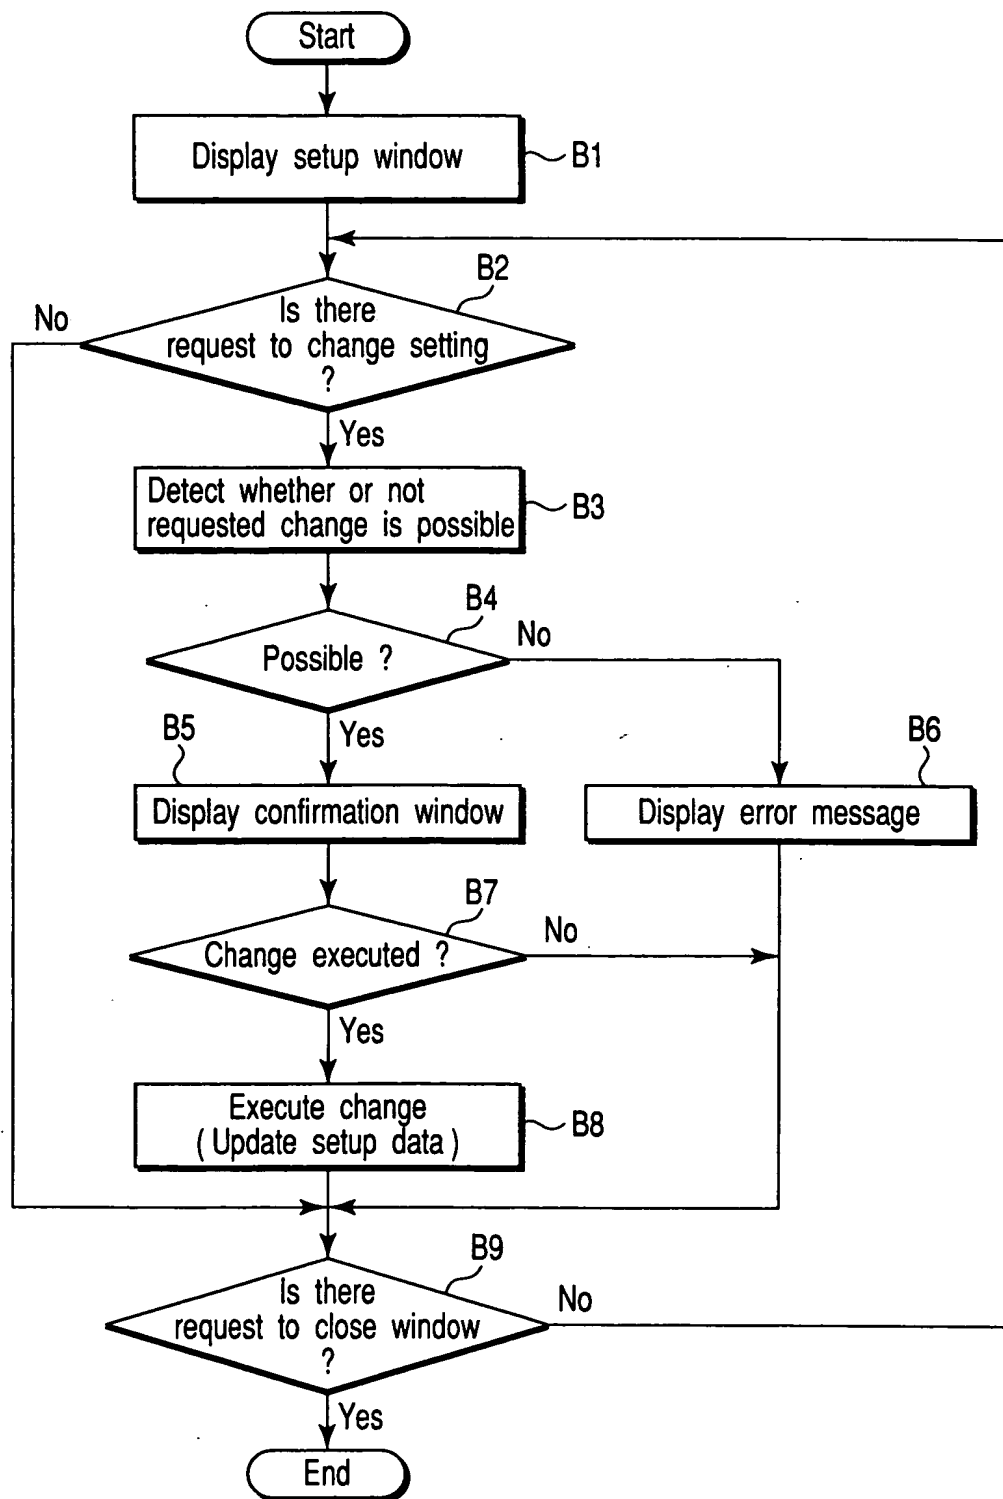 Start
Display setup window
B1
B2
Is there
request to change setting
?
No
Yes
Detect whether or not
requested change is possible
B3
B4
Possible ?
No
Yes
B5
Display confirmation window
B6
Display error message
B7
Change executed ?
No
Yes
Execute change
(Update setup data)
B8
B9
Is there
request to close window
?
No
Yes
End